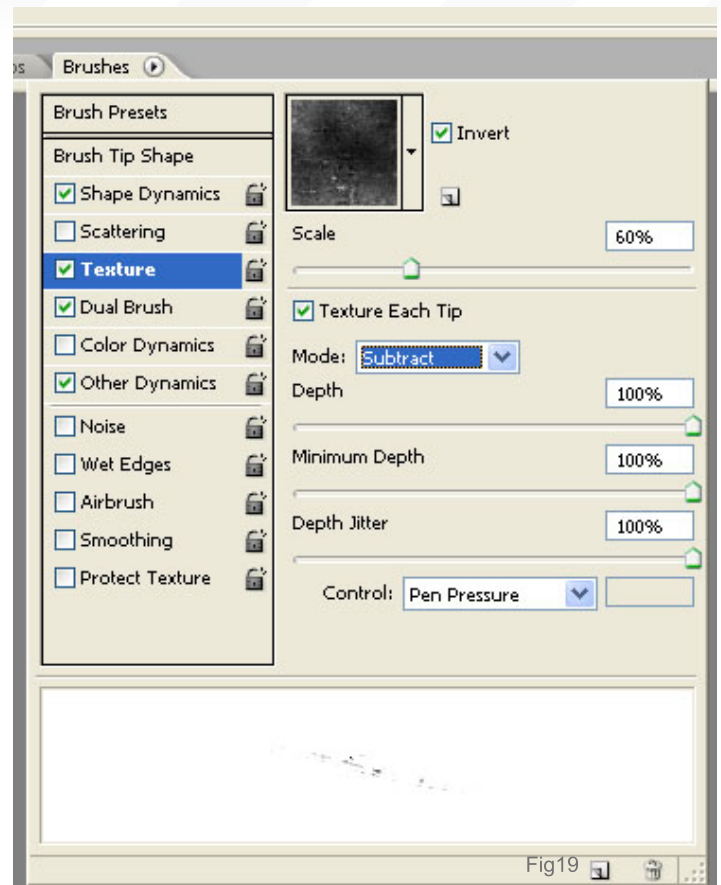 os Brushes
Brush Presets
Brush Tip Shape
Shape Dynamics
Scattering
Texture
Dual Brush
Color Dynamics
Other Dynamics
Noise
Wet Edges
Airbrush
Smoothing
Protect Texture
Invert
Scale 60%
Texture Each Tip
Mode: Subtract
Depth 100%
Minimum Depth 100%
Depth Jitter 100%
Control: Pen Pressure
Fig19